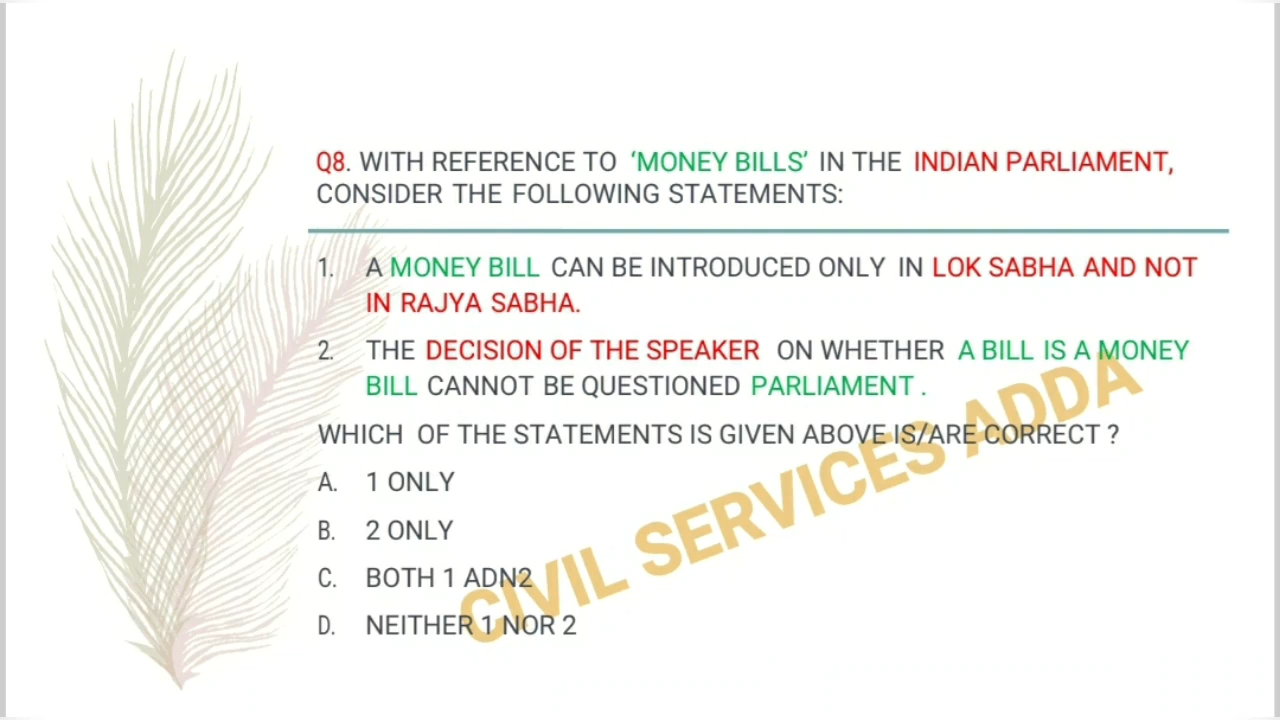 Q8. WITH REFERENCE TO 'MONEY BILLS' IN THE INDIAN PARLIAMENT,
CONSIDER THE FOLLOWING STATEMENTS:
1. A MONEY BILL CAN BE INTRODUCED ONLY IN LOK SABHA AND NOT
IN RAJYA SABHA.
2. THE DECISION OF THE SPEAKER ON WHETHER A BILL IS A MONEY
BILL CANNOT BE QUESTIONED PARLIAMENT .
WHICH OF THE STATEMENTS IS GIVEN ABOVE IS/ARE CORRECT ?
A. 1 ONLY
B. 2 ONLY
C. BOTH 1 ADN2
D. NEITHER 1 NOR 2
CIVIL SERVICES ADDA